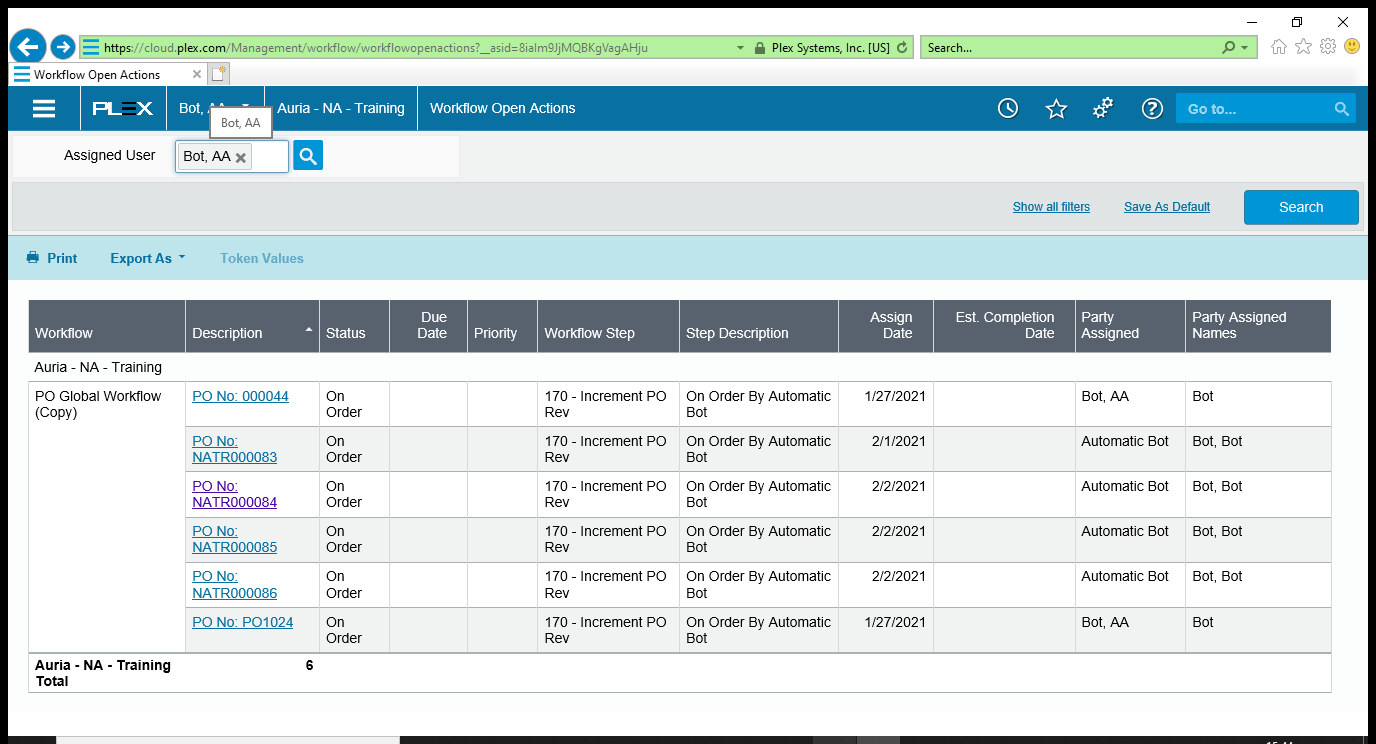 https://cloud.plex.com/Management/workflow/workflowopenactions?__asid=8ialm9JjMQBKgVagAHju Plex Systems, Inc. [US] Search...
Workflow Open Actions
PLEX Bot, AA Auria - NA - Training Workflow Open Actions Go to...
Bot, AA
Assigned User Bot, AA
Show all filters Save As Default Search
Print Export As Token Values
Workflow Description Status Due Date Priority Workflow Step Step Description Assign Date Est. Completion Date Party Assigned Party Assigned Names
Auria - NA - Training
PO Global Workflow (Copy) PO No: 000044 On Order 170 - Increment PO Rev On Order By Automatic Bot 1/27/2021 Bot, AA Bot
PO No: NATR000083 On Order 170 - Increment PO Rev On Order By Automatic Bot 2/1/2021 Automatic Bot Bot, Bot
PO No: NATR000084 On Order 170 - Increment PO Rev On Order By Automatic Bot 2/2/2021 Automatic Bot Bot, Bot
PO No: NATR000085 On Order 170 - Increment PO Rev On Order By Automatic Bot 2/2/2021 Automatic Bot Bot, Bot
PO No: NATR000086 On Order 170 - Increment PO Rev On Order By Automatic Bot 2/2/2021 Automatic Bot Bot, Bot
PO No: PO1024 On Order 170 - Increment PO Rev On Order By Automatic Bot 1/27/2021 Bot, AA Bot
Auria - NA - Training Total 6